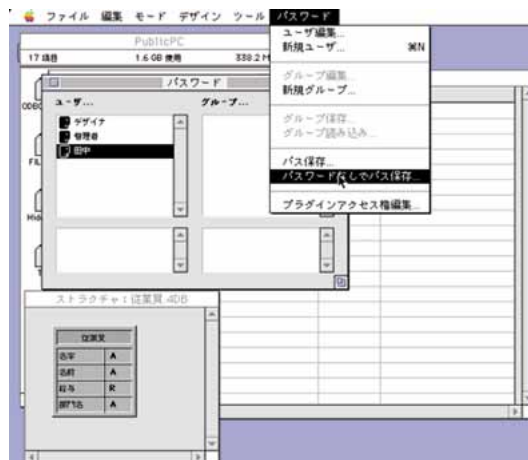 ファイル 編集 モード デザイン ツール パスワード
PublicPC
17 項目 1.6 GB 使用 338.2 M
パスワード
ユーザ... グループ...
デザイナ
管理者
田中
ユーザ編集...
新規ユーザ... ⌘N
グループ編集...
新規グループ...
グループ保存...
グループ読み込み...
パス保存...
パスワードなしでパス保存...
プラグインアクセス権編集...
ODBC
FIL
Mid
ストラクチャ：従業員.4DB
従業員
名字 A
名前 A
給与 R
部門名 A